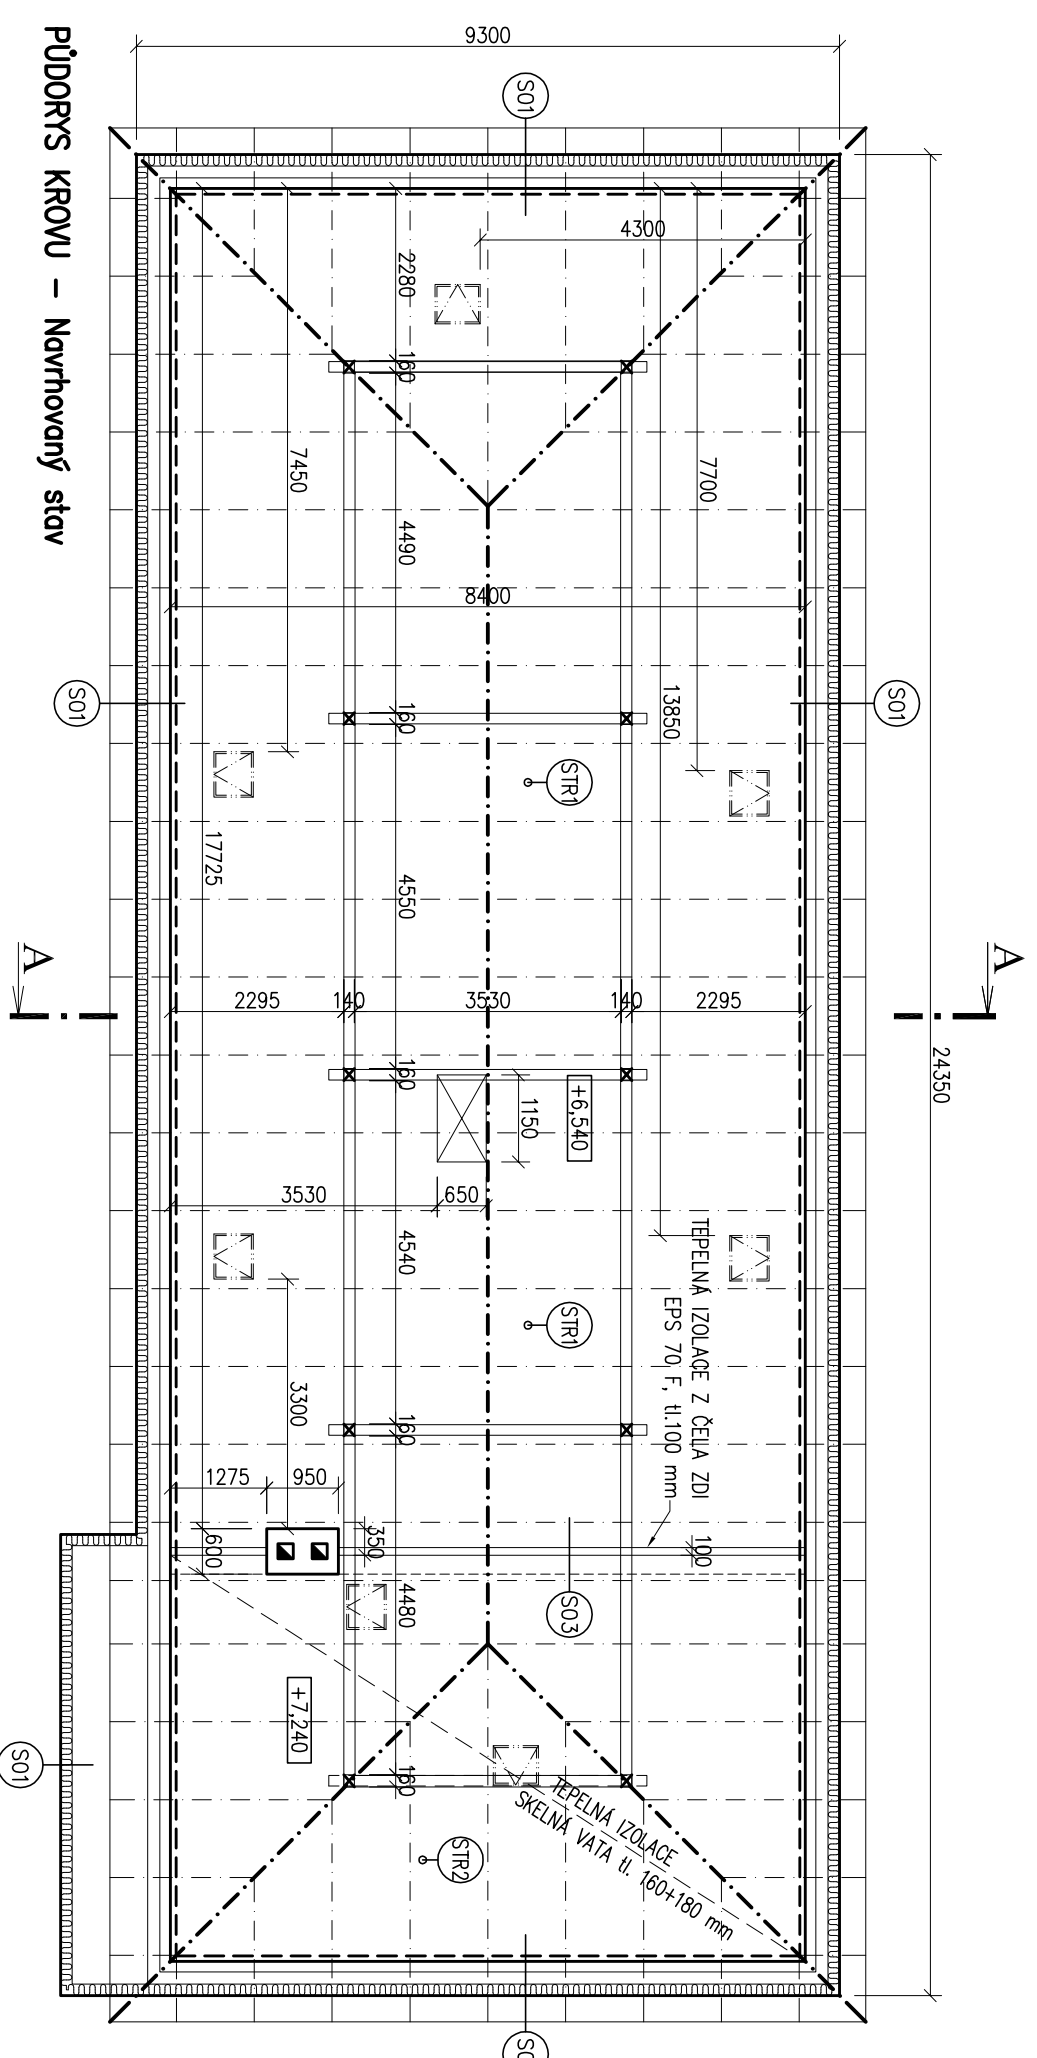 PŮDORYS KROVU – Navrhovaný stav
9300
S01
4300
2280
160
7450
7700
4490
8400
S01
S01
160
13850
STR1
17725
4550
A
A
2295
140
3530
140
2295
24350
160
1150
+6,540
3530
650
4540
TEPELNÁ IZOLACE Z ČELA ZDI
EPS 70 F, tl.100 mm
STR1
3300
160
1275
950
600
350
100
4480
S03
+7,240
160
TEPELNÁ IZOLACE
SKELNÁ VATA tl. 160+180 mm
S01
STR2